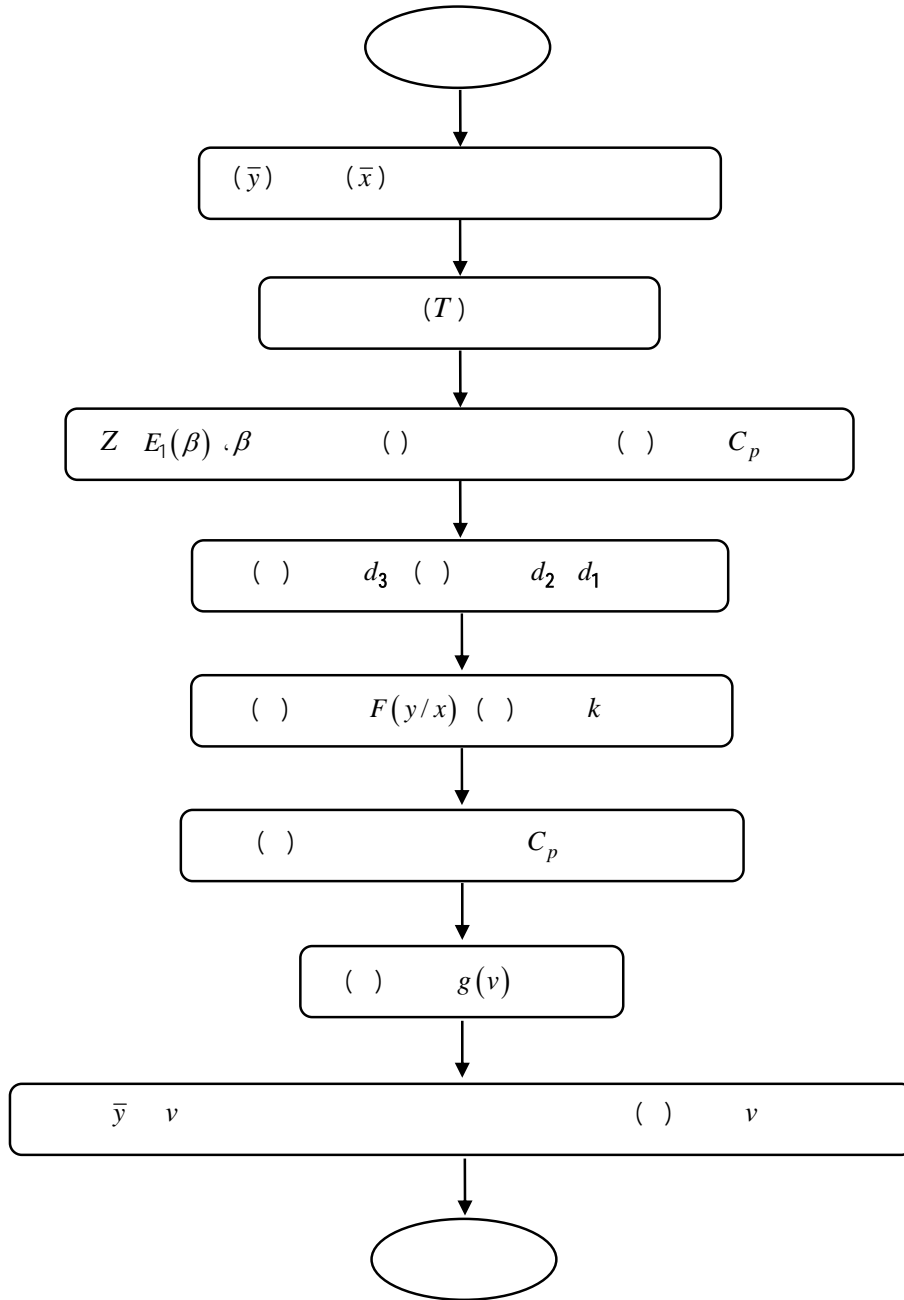 (ȳ) (x̄)
(T)
Z E₁(β) ، β () ( ) Cₚ
( ) d₃ ( ) d₂ d₁
( ) F(y/x) ( ) k
( ) Cₚ
( ) g(v)
ȳ v ( ) v